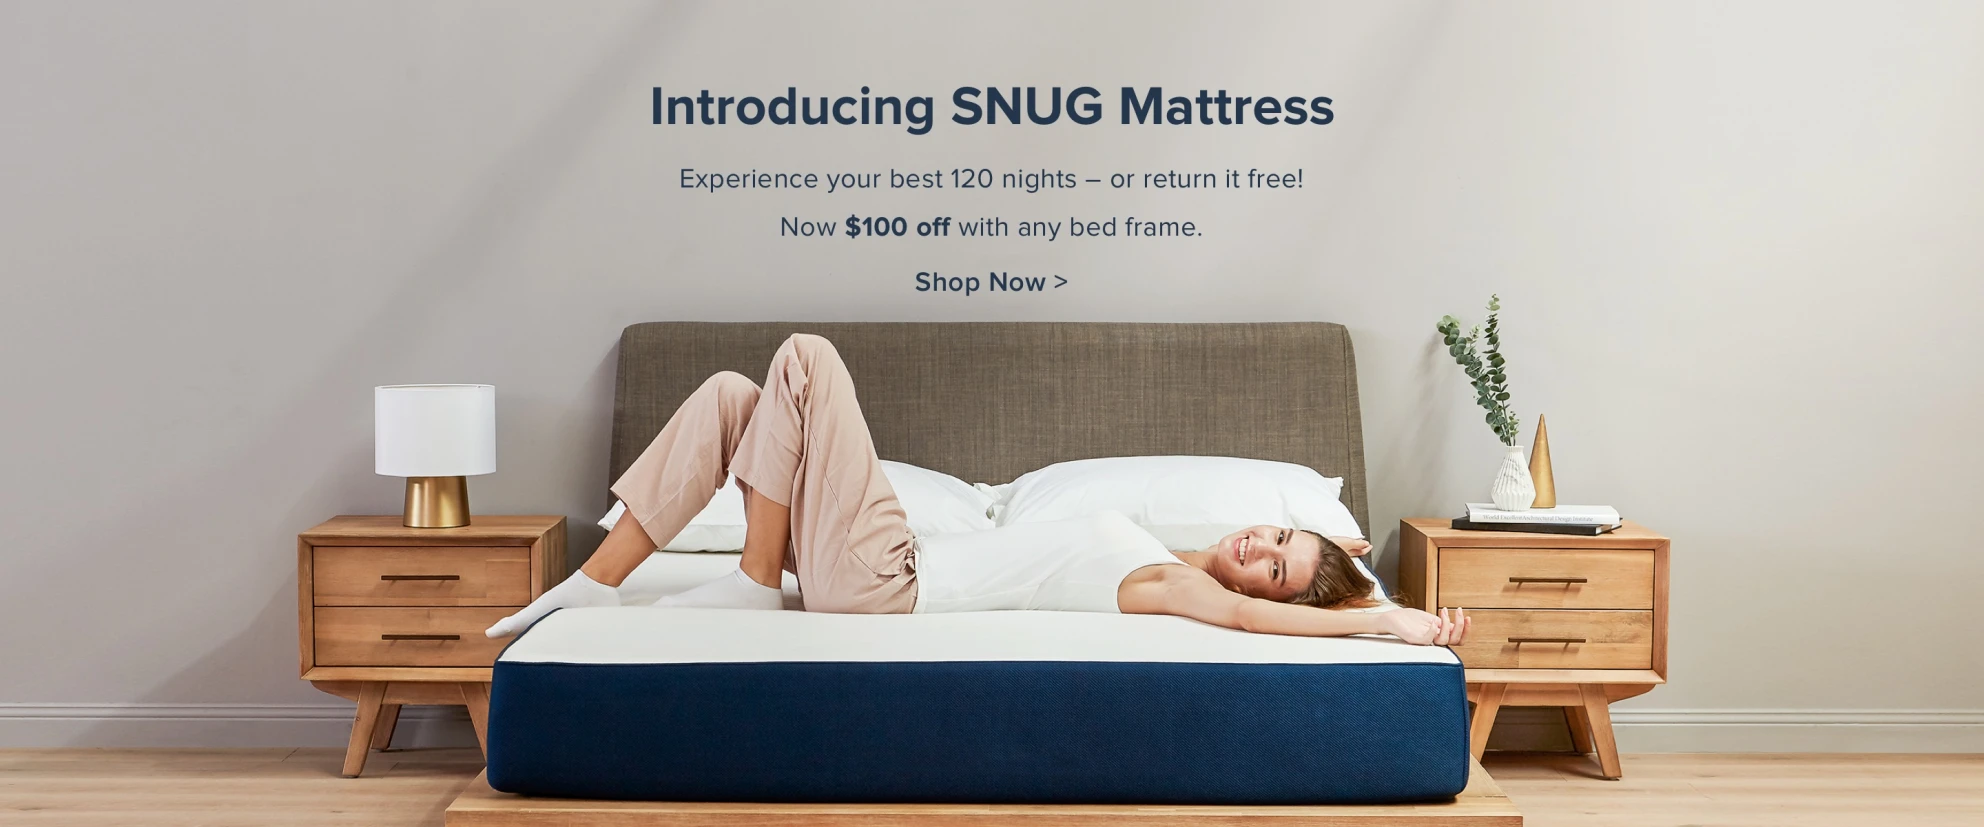 Introducing SNUG Mattress
Experience your best 120 nights – or return it free!
Now $100 off with any bed frame.
Shop Now >